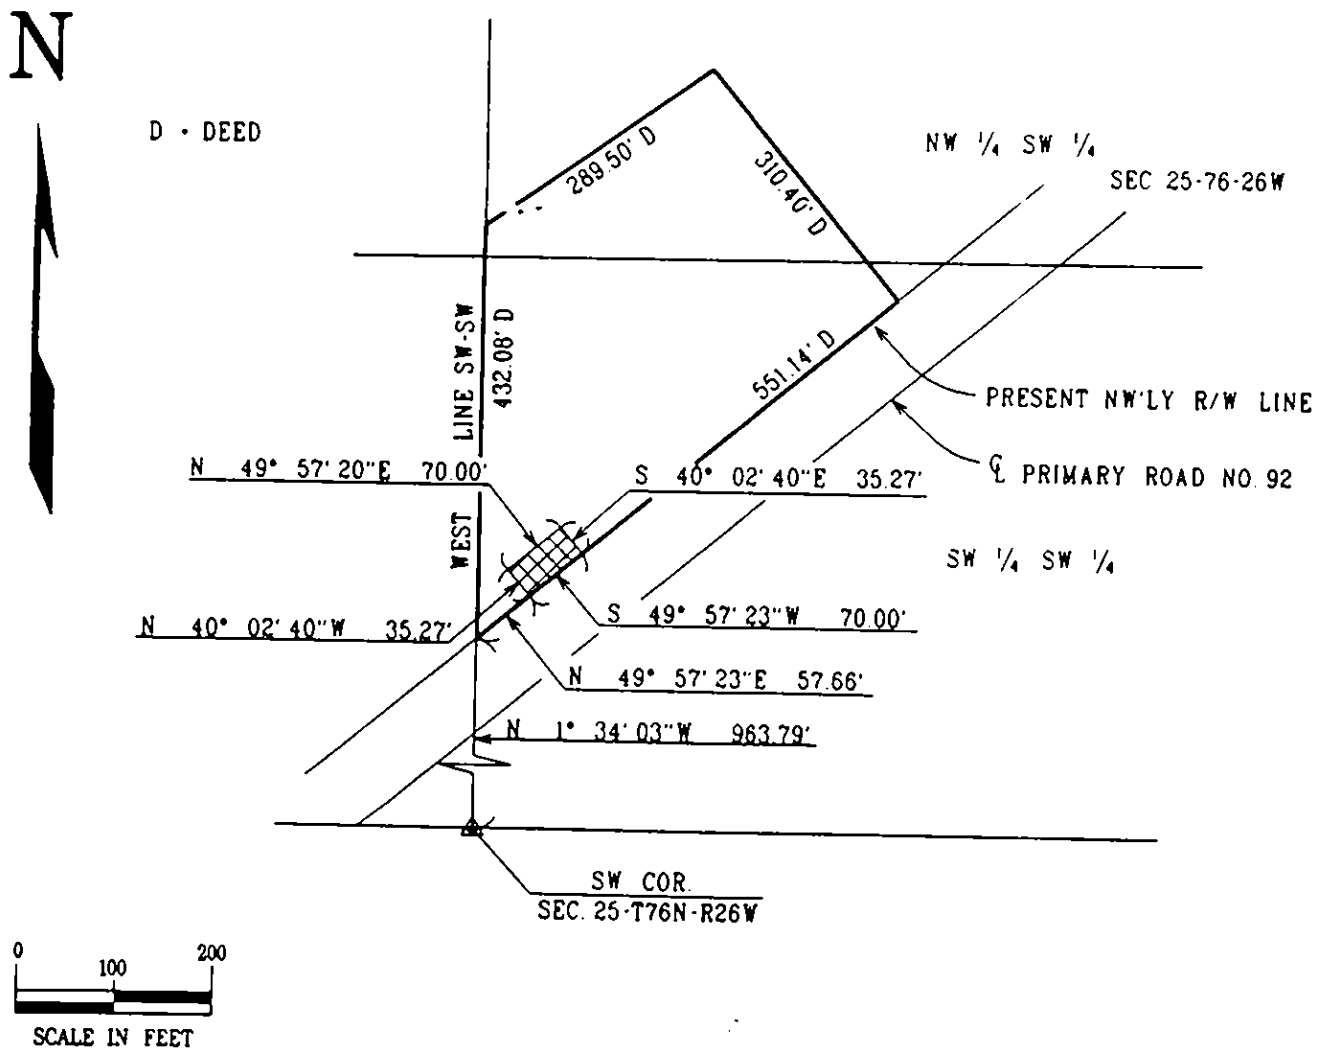 N
D • DEED
289.50' D
310.40' D
NW 1/4 SW 1/4
SEC 25-76-26W
WEST LINE SW-SW
432.08' D
551.14' D
PRESENT NW'LY R/W LINE
℄ PRIMARY ROAD NO. 92
N 49° 57' 20"E 70.00'
S 40° 02' 40"E 35.27'
SW 1/4 SW 1/4
N 40° 02' 40"W 35.27'
S 49° 57' 23"W 70.00'
N 49° 57' 23"E 57.66'
N 1° 34' 03"W 963.79'
SW COR.
SEC. 25-T76N-R26W
0 100 200
SCALE IN FEET